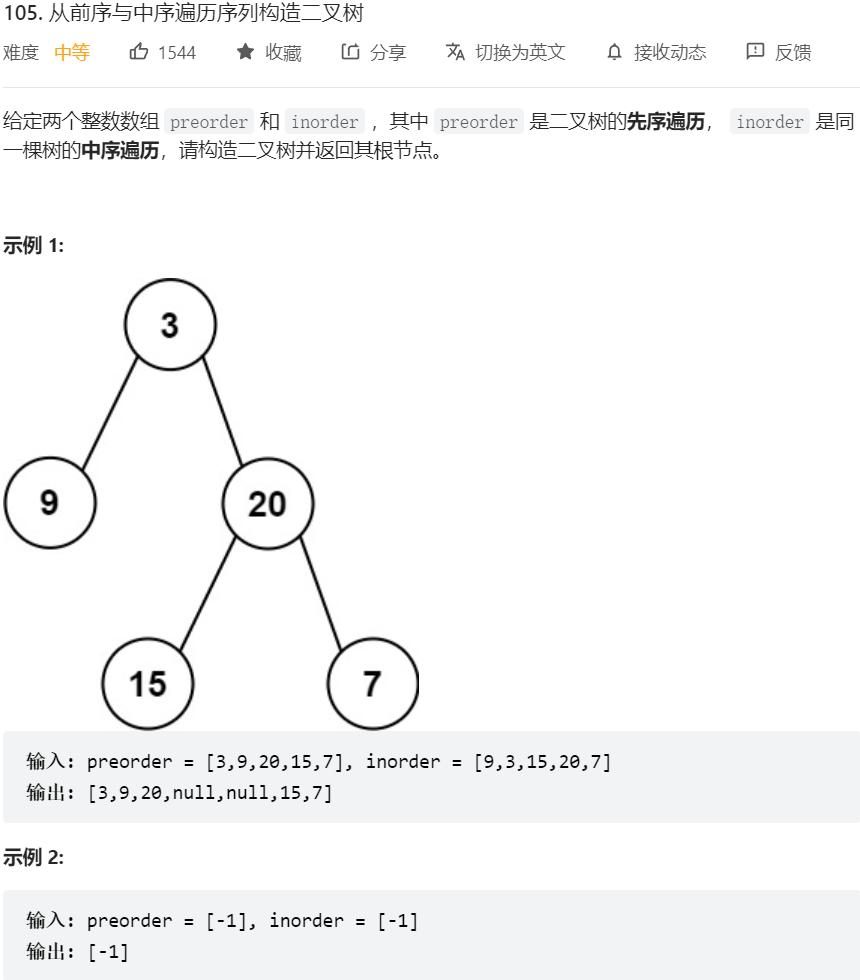 105. 从前序与中序遍历序列构造二叉树
难度 中等 1544 收藏 分享 切换为英文 接收动态 反馈
给定两个整数数组 preorder 和 inorder ，其中 preorder 是二叉树的先序遍历， inorder 是同
一棵树的中序遍历，请构造二叉树并返回其根节点。
示例 1:
3
9 20
15 7
输入: preorder = [3,9,20,15,7], inorder = [9,3,15,20,7]
输出: [3,9,20,null,null,15,7]
示例 2:
输入: preorder = [-1], inorder = [-1]
输出: [-1]